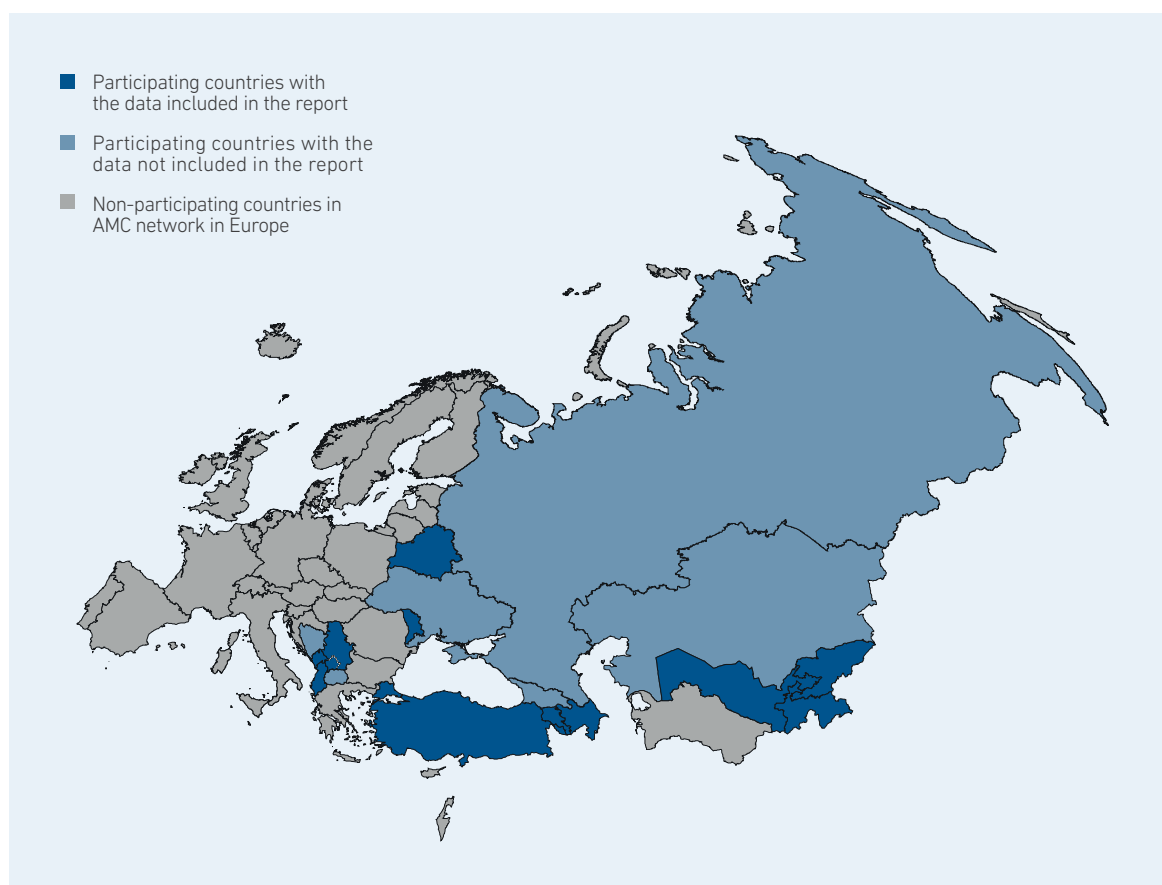 Participating countries with
the data included in the report
Participating countries with the
data not included in the report
Non-participating countries in
AMC network in Europe